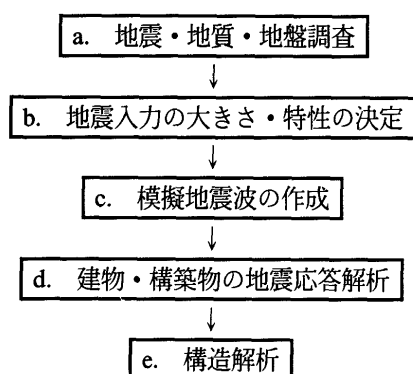 a. 地震・地質・地盤調査
b. 地震入力の大きさ・特性の決定
c. 模擬地震波の作成
d. 建物・構築物の地震応答解析
e. 構造解析